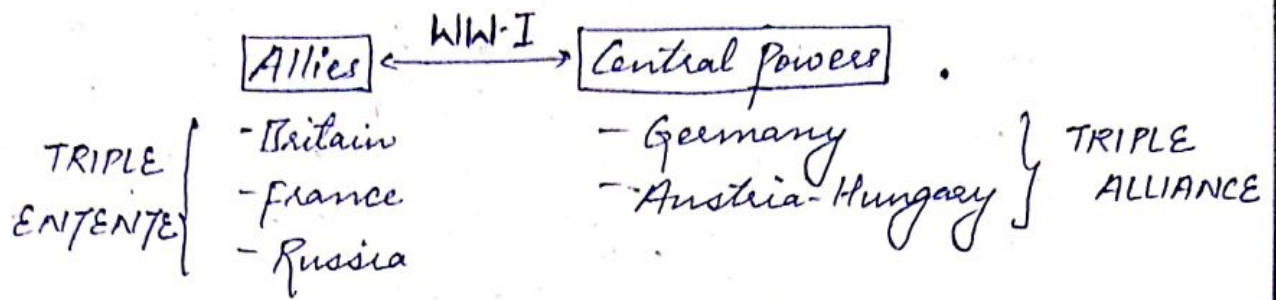 WW-I
Allies ↔ Central Powers .
- Britain
- France
- Russia
TRIPLE
ENTENTE
- Germany
- Austria-Hungary
TRIPLE
ALLIANCE